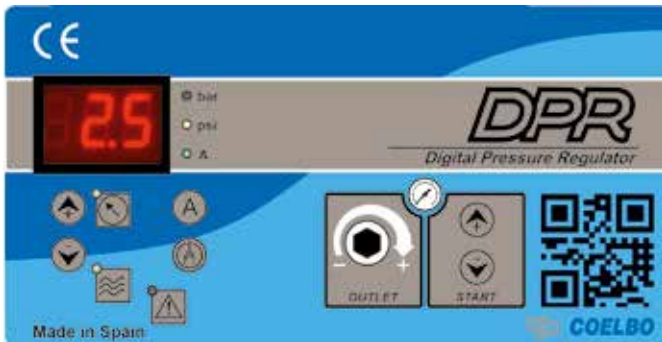 CE
2.5
bar
psi
A
DPR
Digital Pressure Regulator
A
A
- +
OUTLET
START
Made in Spain
COELBO